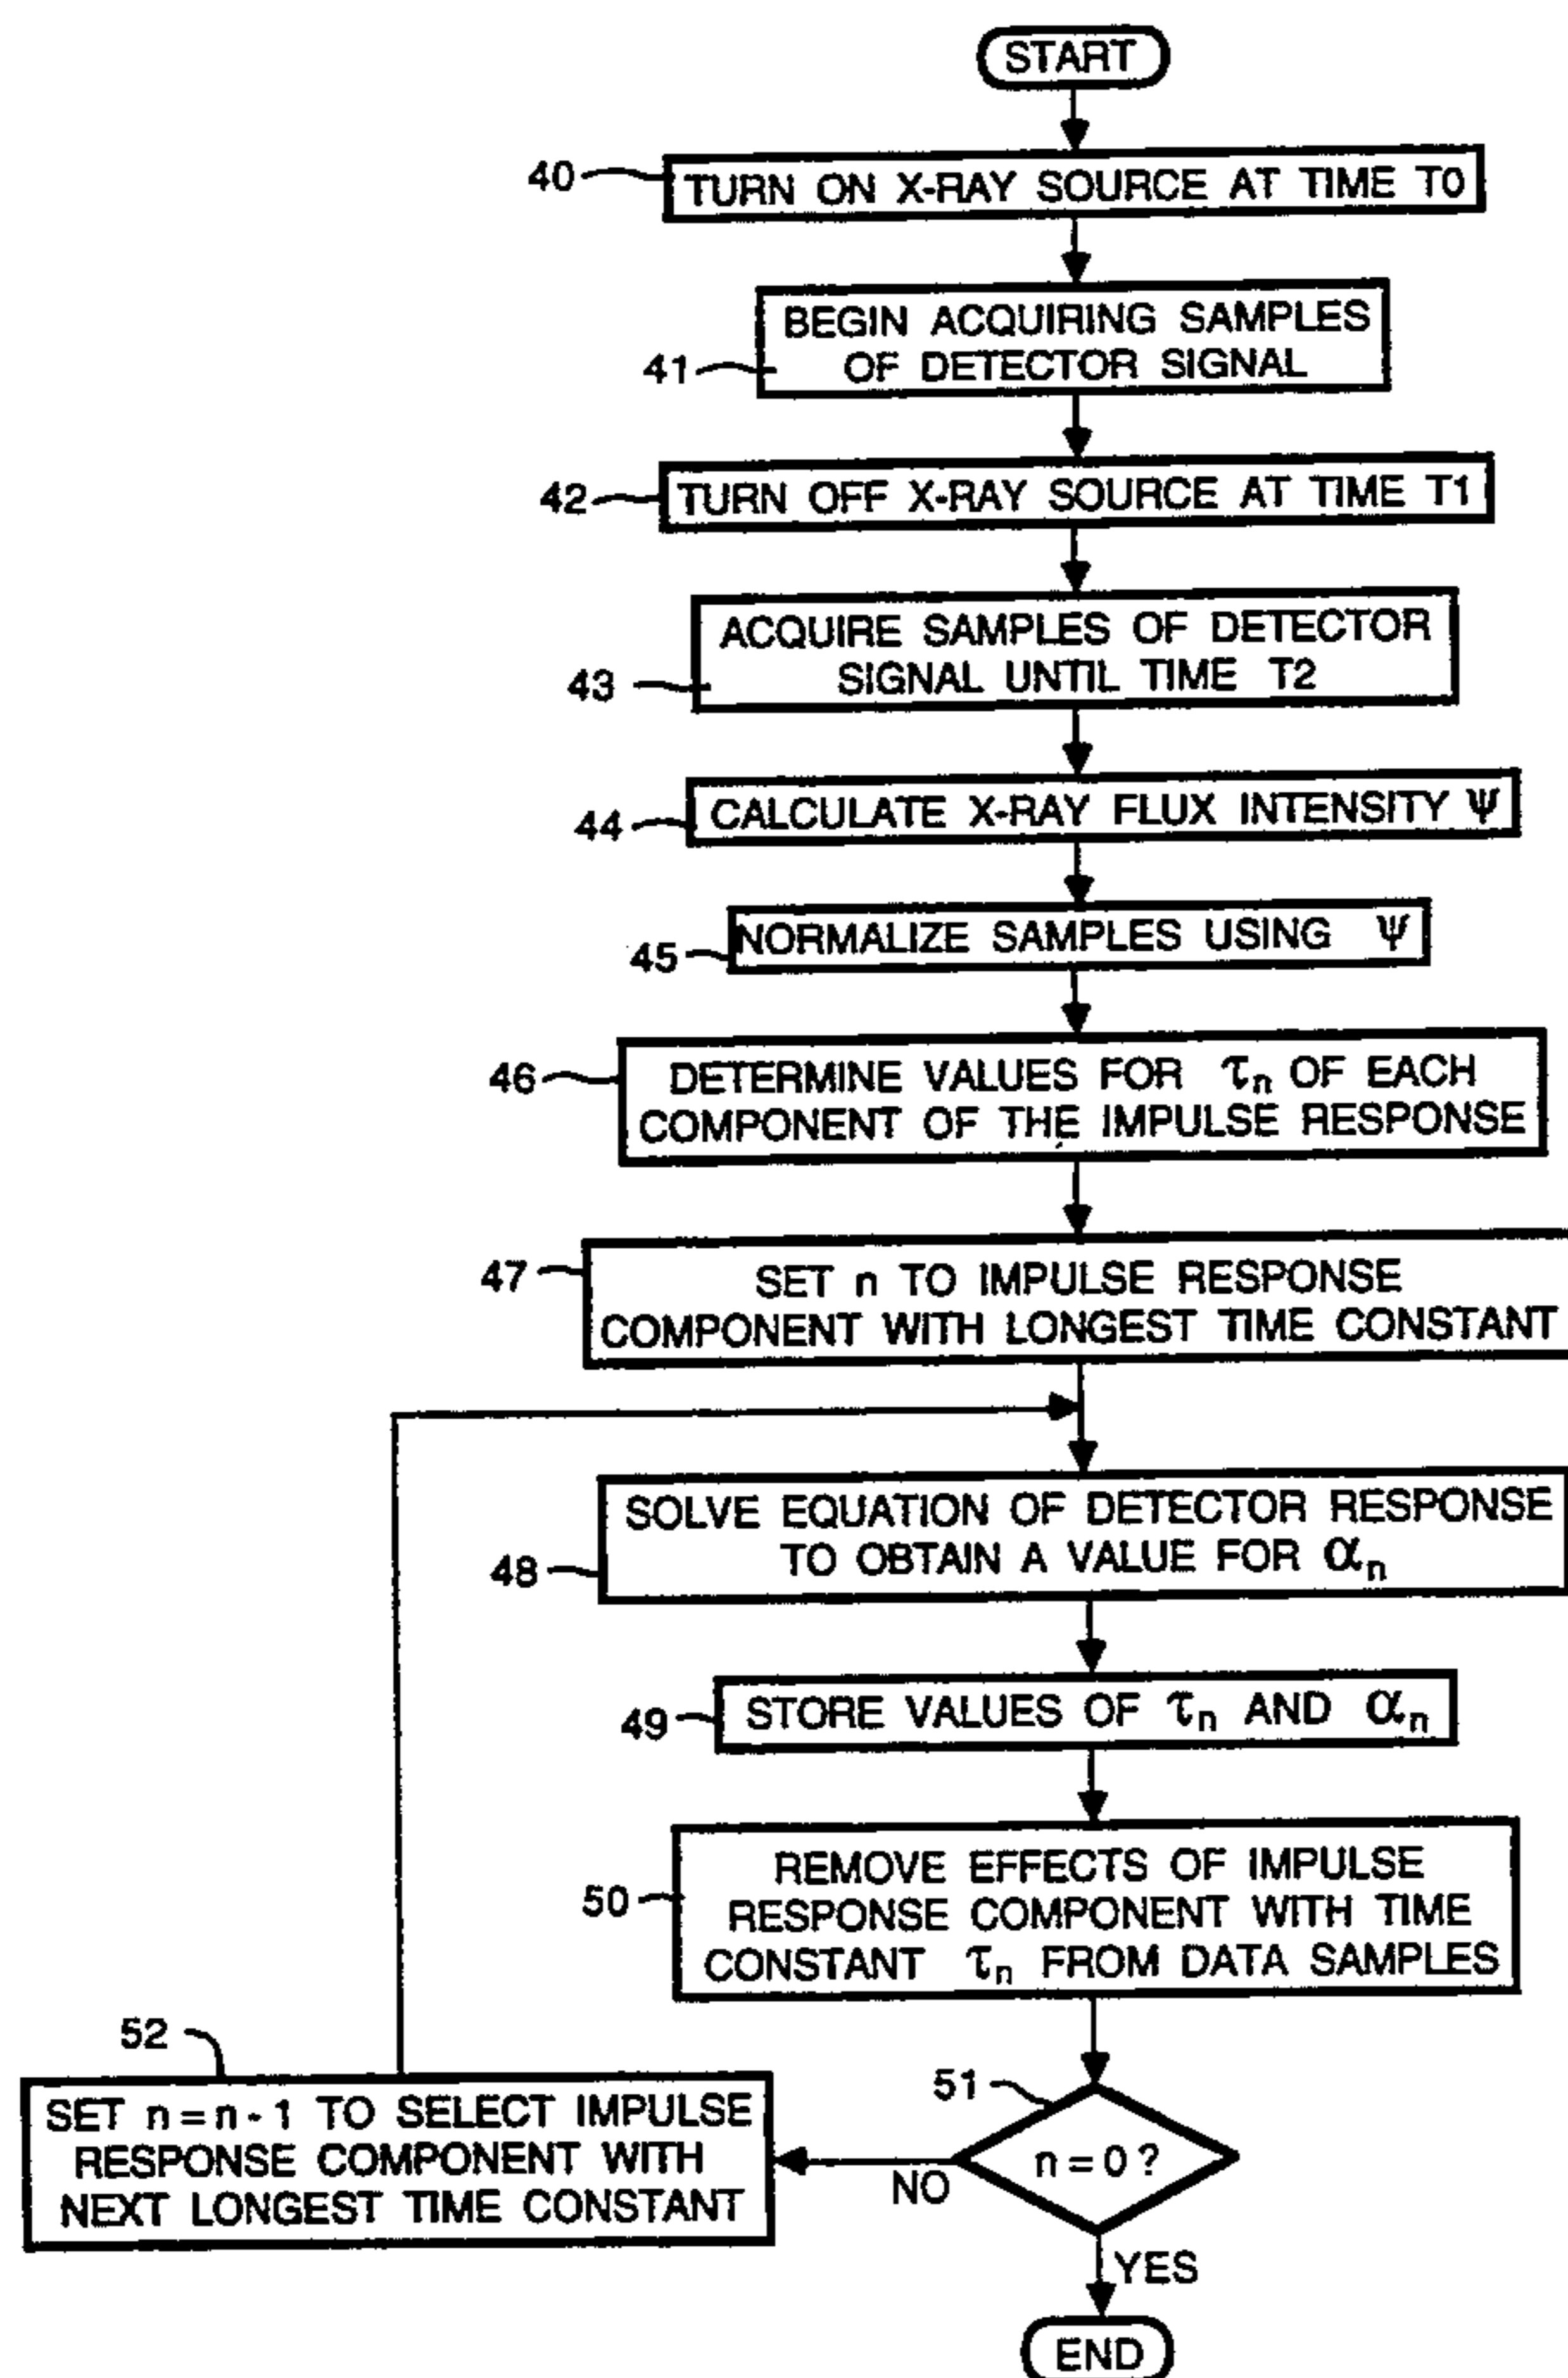 START
40
TURN ON X-RAY SOURCE AT TIME T0
BEGIN ACQUIRING SAMPLES
OF DETECTOR SIGNAL
41
42
TURN OFF X-RAY SOURCE AT TIME T1
ACQUIRE SAMPLES OF DETECTOR
SIGNAL UNTIL TIME T2
43
CALCULATE X-RAY FLUX INTENSITY Ψ
44
NORMALIZE SAMPLES USING Ψ
45
46
DETERMINE VALUES FOR τn OF EACH
COMPONENT OF THE IMPULSE RESPONSE
47
SET n TO IMPULSE RESPONSE
COMPONENT WITH LONGEST TIME CONSTANT
SOLVE EQUATION OF DETECTOR RESPONSE
TO OBTAIN A VALUE FOR αn
48
49
STORE VALUES OF τn AND αn
REMOVE EFFECTS OF IMPULSE
50
RESPONSE COMPONENT WITH TIME
CONSTANT τn FROM DATA SAMPLES
51
n = 0 ?
NO
52
SET n = n - 1 TO SELECT IMPULSE
RESPONSE COMPONENT WITH
NEXT LONGEST TIME CONSTANT
YES
END